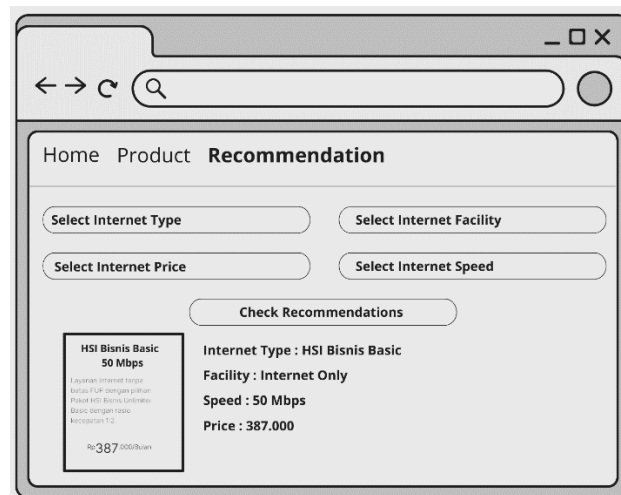 Home Product Recommendation
Select Internet Type
Select Internet Facility
Select Internet Price
Select Internet Speed
Check Recommendations
HSI Bisnis Basic
50 Mbps
Layanan internet tanpa
batas FUP dengan pilihan
Paket HSI Bisnis Unlimited
Basic dengan rasio
kecepatan 1:2.
Rp387.000/Bulan
Internet Type : HSI Bisnis Basic
Facility : Internet Only
Speed : 50 Mbps
Price : 387.000